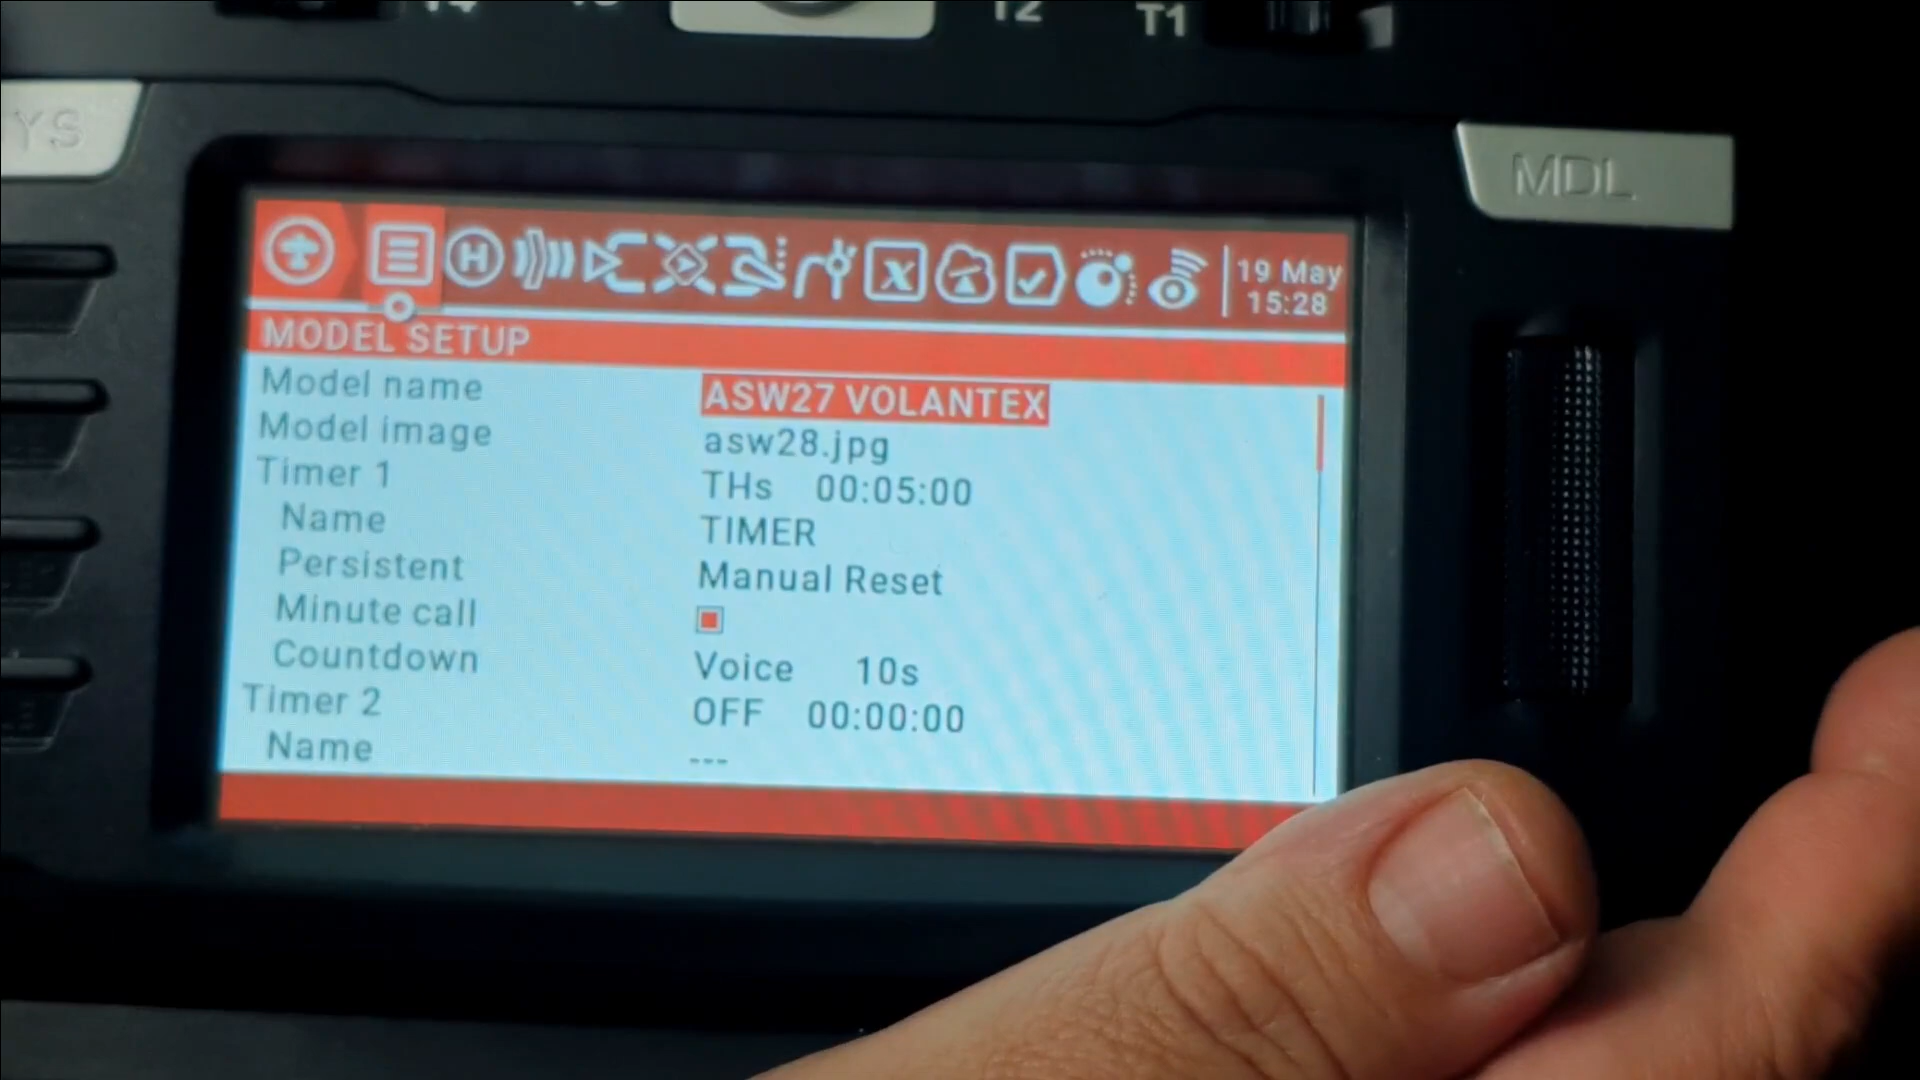 T2
T1
YS
MDL
19 May
15:28
MODEL SETUP
Model name ASW27 VOLANTEX
Model image asw28.jpg
Timer 1 THs 00:05:00
Name TIMER
Persistent Manual Reset
Minute call
Countdown Voice 10s
Timer 2 OFF 00:00:00
Name ---